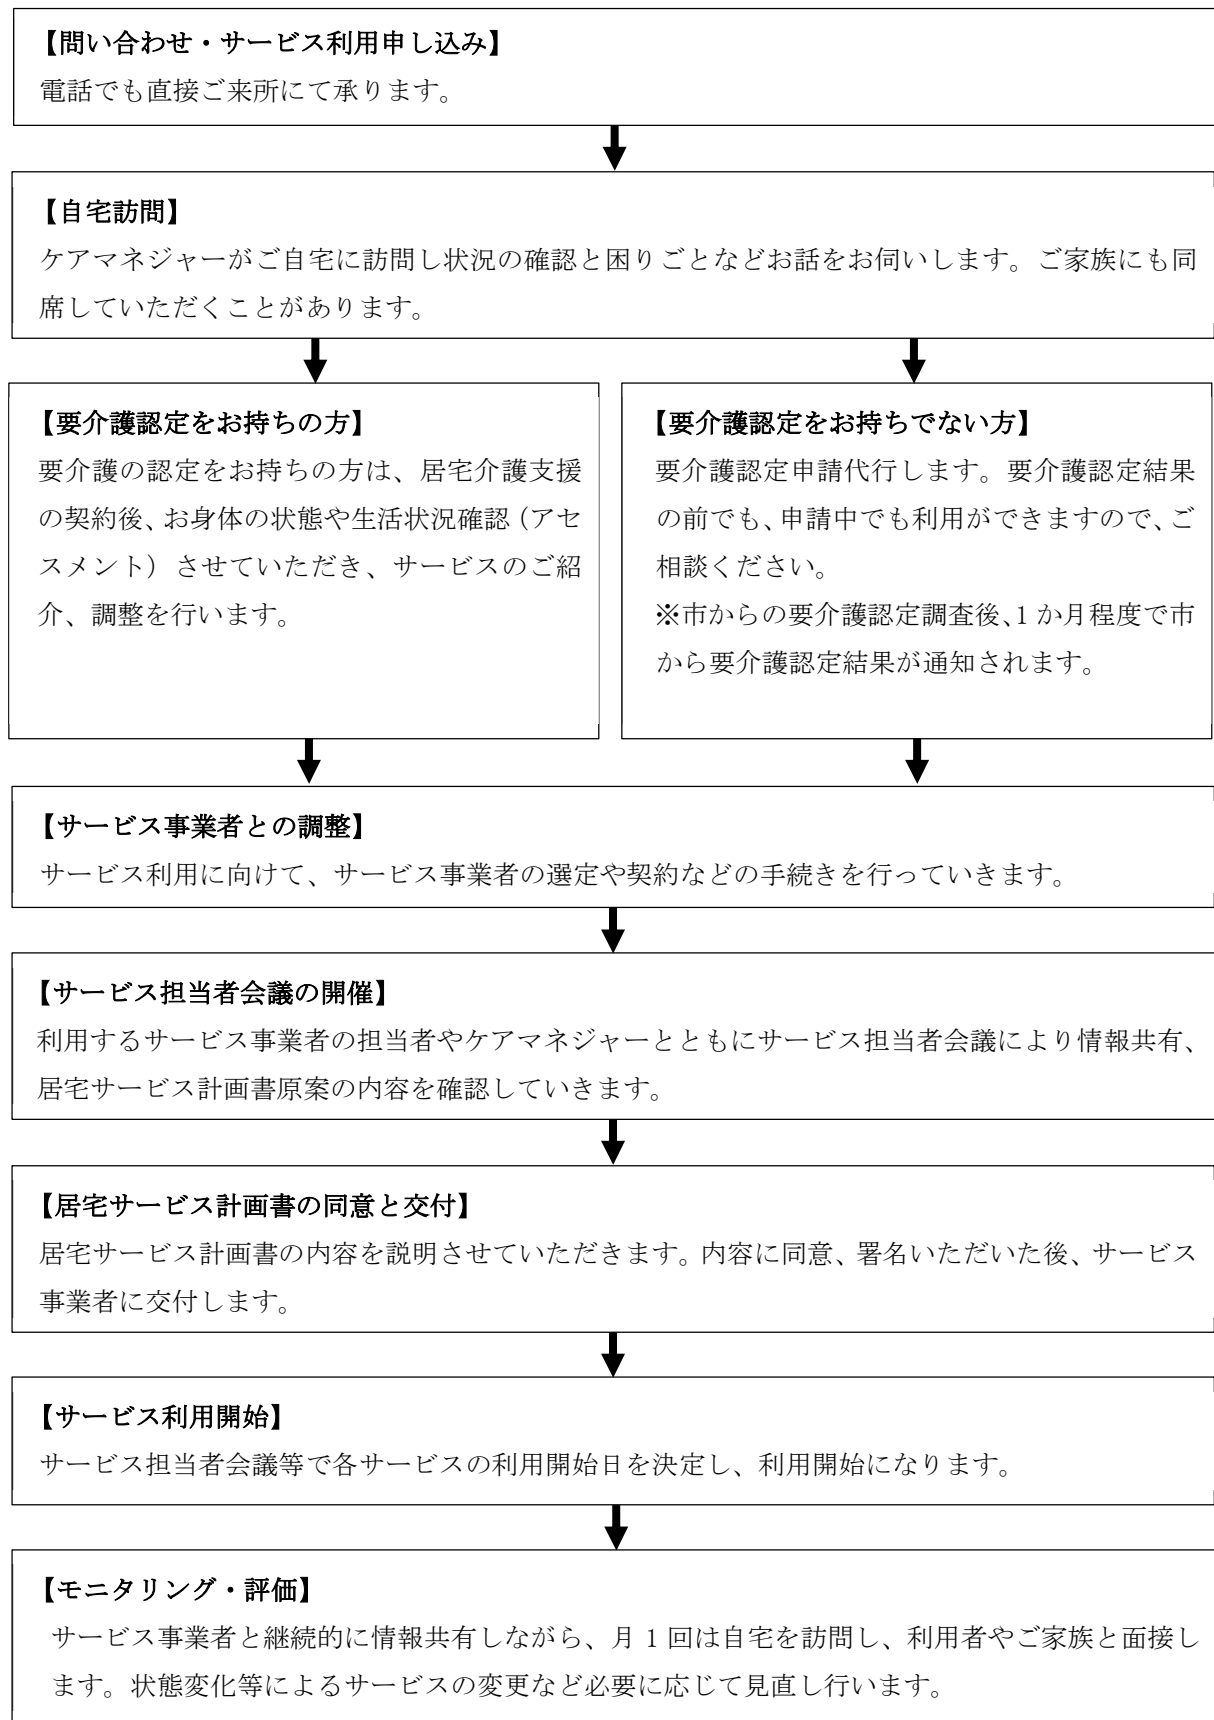 【問い合わせ・サービス利用申し込み】
電話でも直接ご来所にて承ります。
【自宅訪問】
ケアマネジャーがご自宅に訪問し状況の確認と困りごとなどお話をお伺いします。ご家族にも同
席していただくことがあります。
【要介護認定をお持ちの方】
要介護の認定をお持ちの方は、居宅介護支援
の契約後、お身体の状態や生活状況確認（アセ
スメント）させていただき、サービスのご紹
介、調整を行います。
【要介護認定をお持ちでない方】
要介護認定申請代行します。要介護認定結果
の前でも、申請中でも利用ができますので、ご
相談ください。
※市からの要介護認定調査後、1 か月程度で市
から要介護認定結果が通知されます。
【サービス事業者との調整】
サービス利用に向けて、サービス事業者の選定や契約などの手続きを行っていきます。
【サービス担当者会議の開催】
利用するサービス事業者の担当者やケアマネジャーとともにサービス担当者会議により情報共有、
居宅サービス計画書原案の内容を確認していきます。
【居宅サービス計画書の同意と交付】
居宅サービス計画書の内容を説明させていただきます。内容に同意、署名いただいた後、サービス
事業者に交付します。
【サービス利用開始】
サービス担当者会議等で各サービスの利用開始日を決定し、利用開始になります。
【モニタリング・評価】
サービス事業者と継続的に情報共有しながら、月 1 回は自宅を訪問し、利用者やご家族と面接し
ます。状態変化等によるサービスの変更など必要に応じて見直し行います。